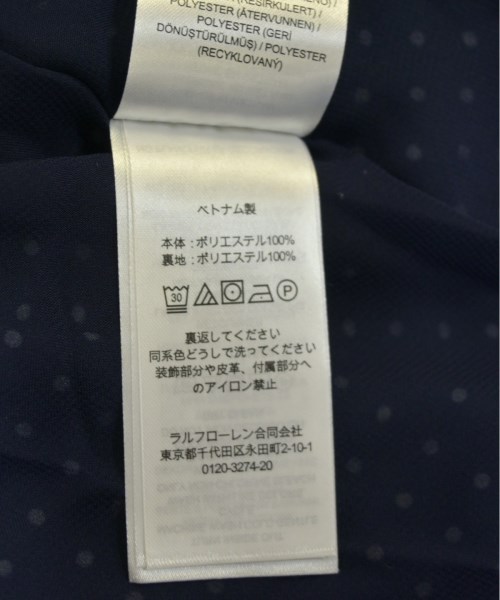 POLYESTER (RESIRKULERT) /
POLYESTER (ÅTERVUNNEN) /
POLYESTER (GERİ
DÖNÜŞTÜRÜLMÜŞ) / POLYESTER
(RECYKLOVANÝ)
ベトナム製
本体 : ポリエステル100%
裏地 : ポリエステル100%
30
P
裏返してください
同系色どうしで洗ってください
装飾部分や皮革、付属部分へ
のアイロン禁止
ラルフローレン合同会社
東京都千代田区永田町2-10-1
0120-3274-20